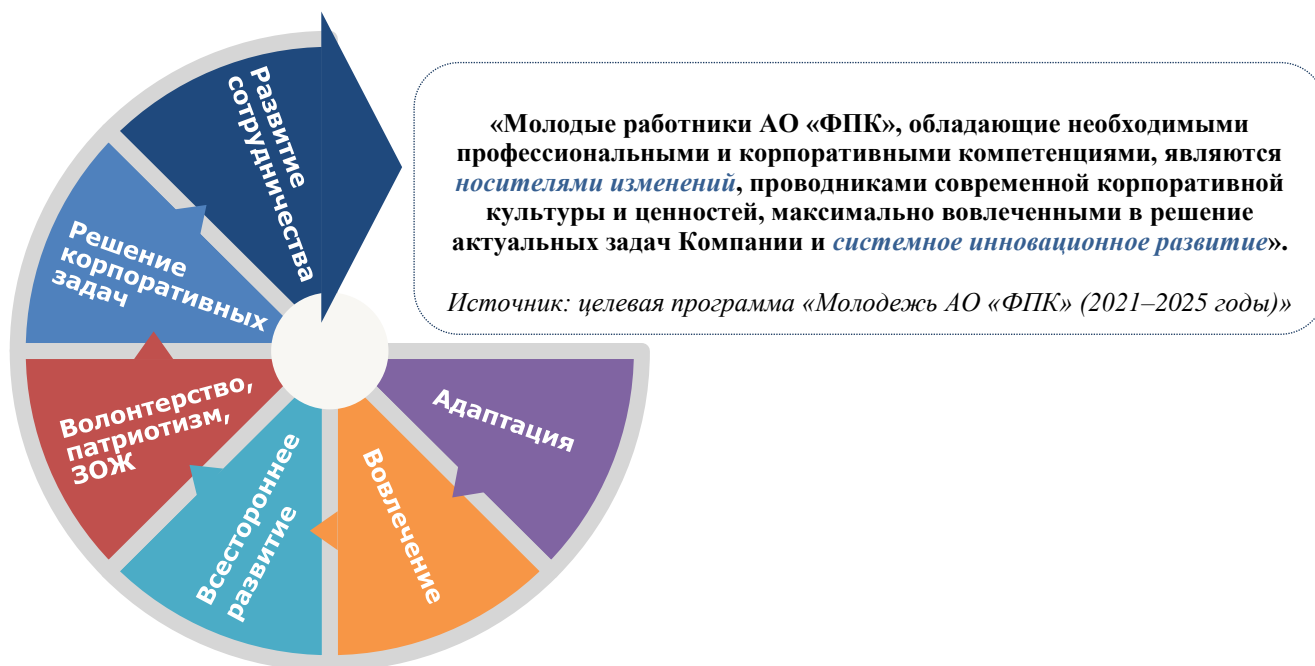 Развитие
сотрудничества
Решение
корпоративных
задач
Волонтерство,
патриотизм,
ЗОЖ
Всестороннее
развитие
Вовлечение
Адаптация
«Молодые работники АО «ФПК», обладающие необходимыми
профессиональными и корпоративными компетенциями, являются
носителями изменений, проводниками современной корпоративной
культуры и ценностей, максимально вовлеченными в решение
актуальных задач Компании и системное инновационное развитие».
Источник: целевая программа «Молодежь АО «ФПК» (2021–2025 годы)»